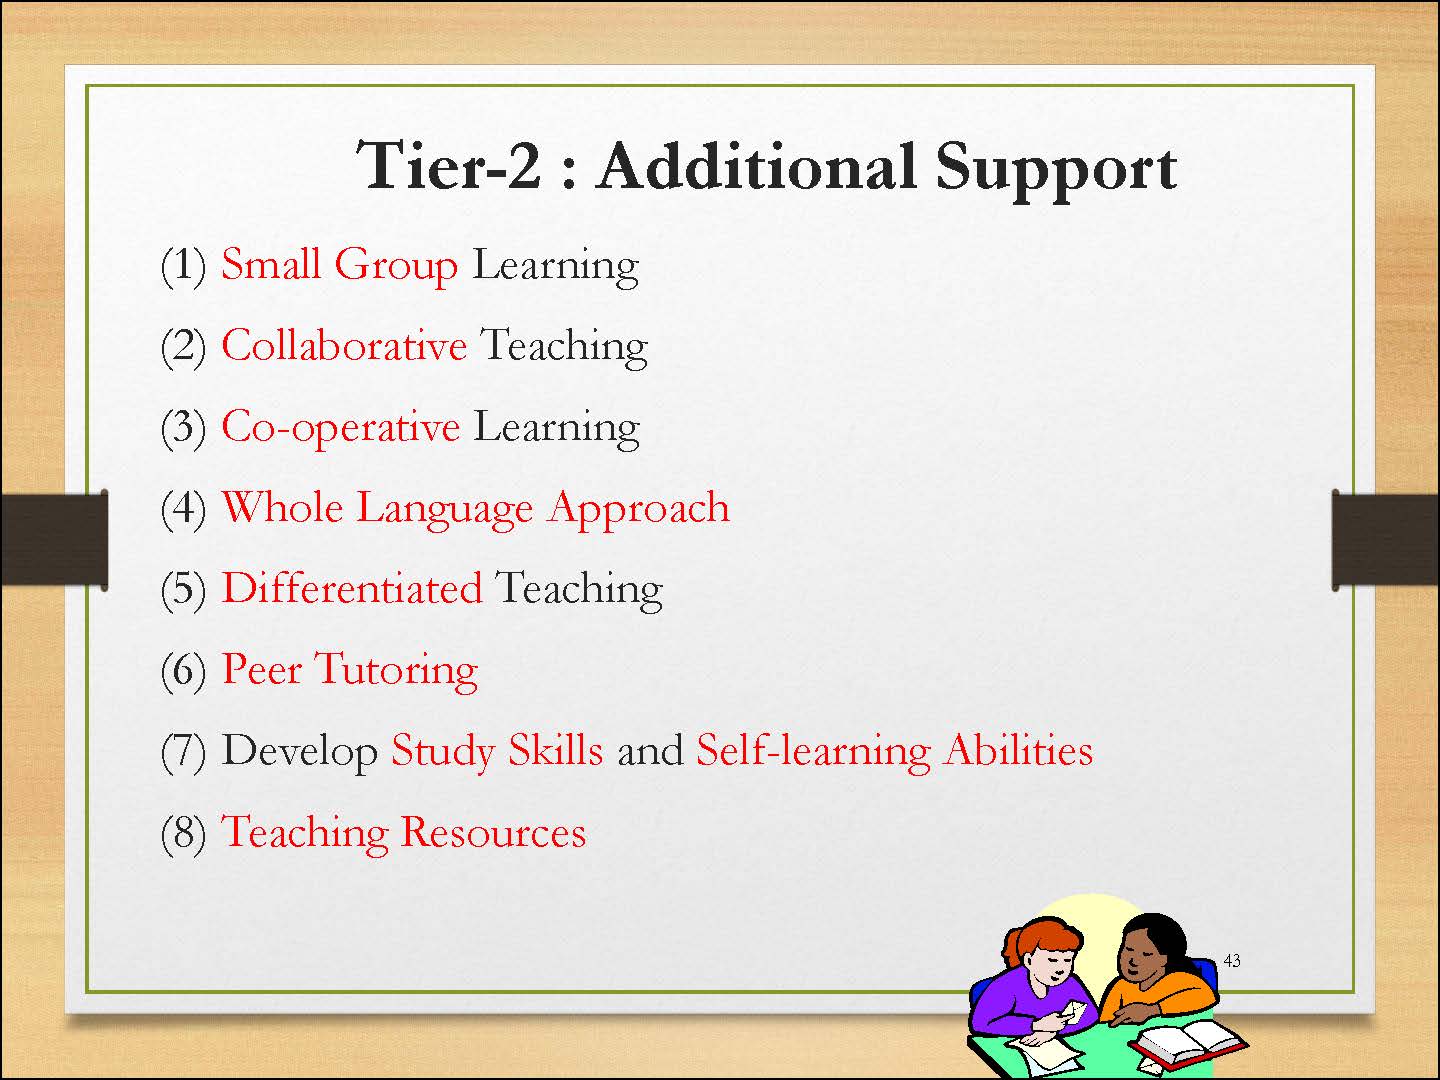 Tier-2 : Additional Support
(1) Small Group Learning
(2) Collaborative Teaching
(3) Co-operative Learning
(4) Whole Language Approach
(5) Differentiated Teaching
(6) Peer Tutoring
(7) Develop Study Skills and Self-learning Abilities
(8) Teaching Resources
43